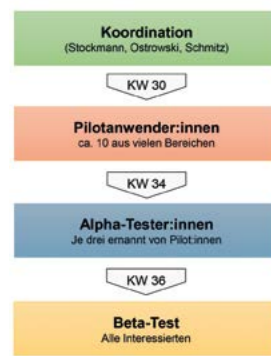 Koordination
(Stockmann, Ostrowski, Schmitz)
KW 30
Pilotanwender:innen
ca. 10 aus vielen Bereichen
KW 34
Alpha-Tester:innen
Je drei ernannt von Pilot:innen
KW 36
Beta-Test
Alle Interessierten